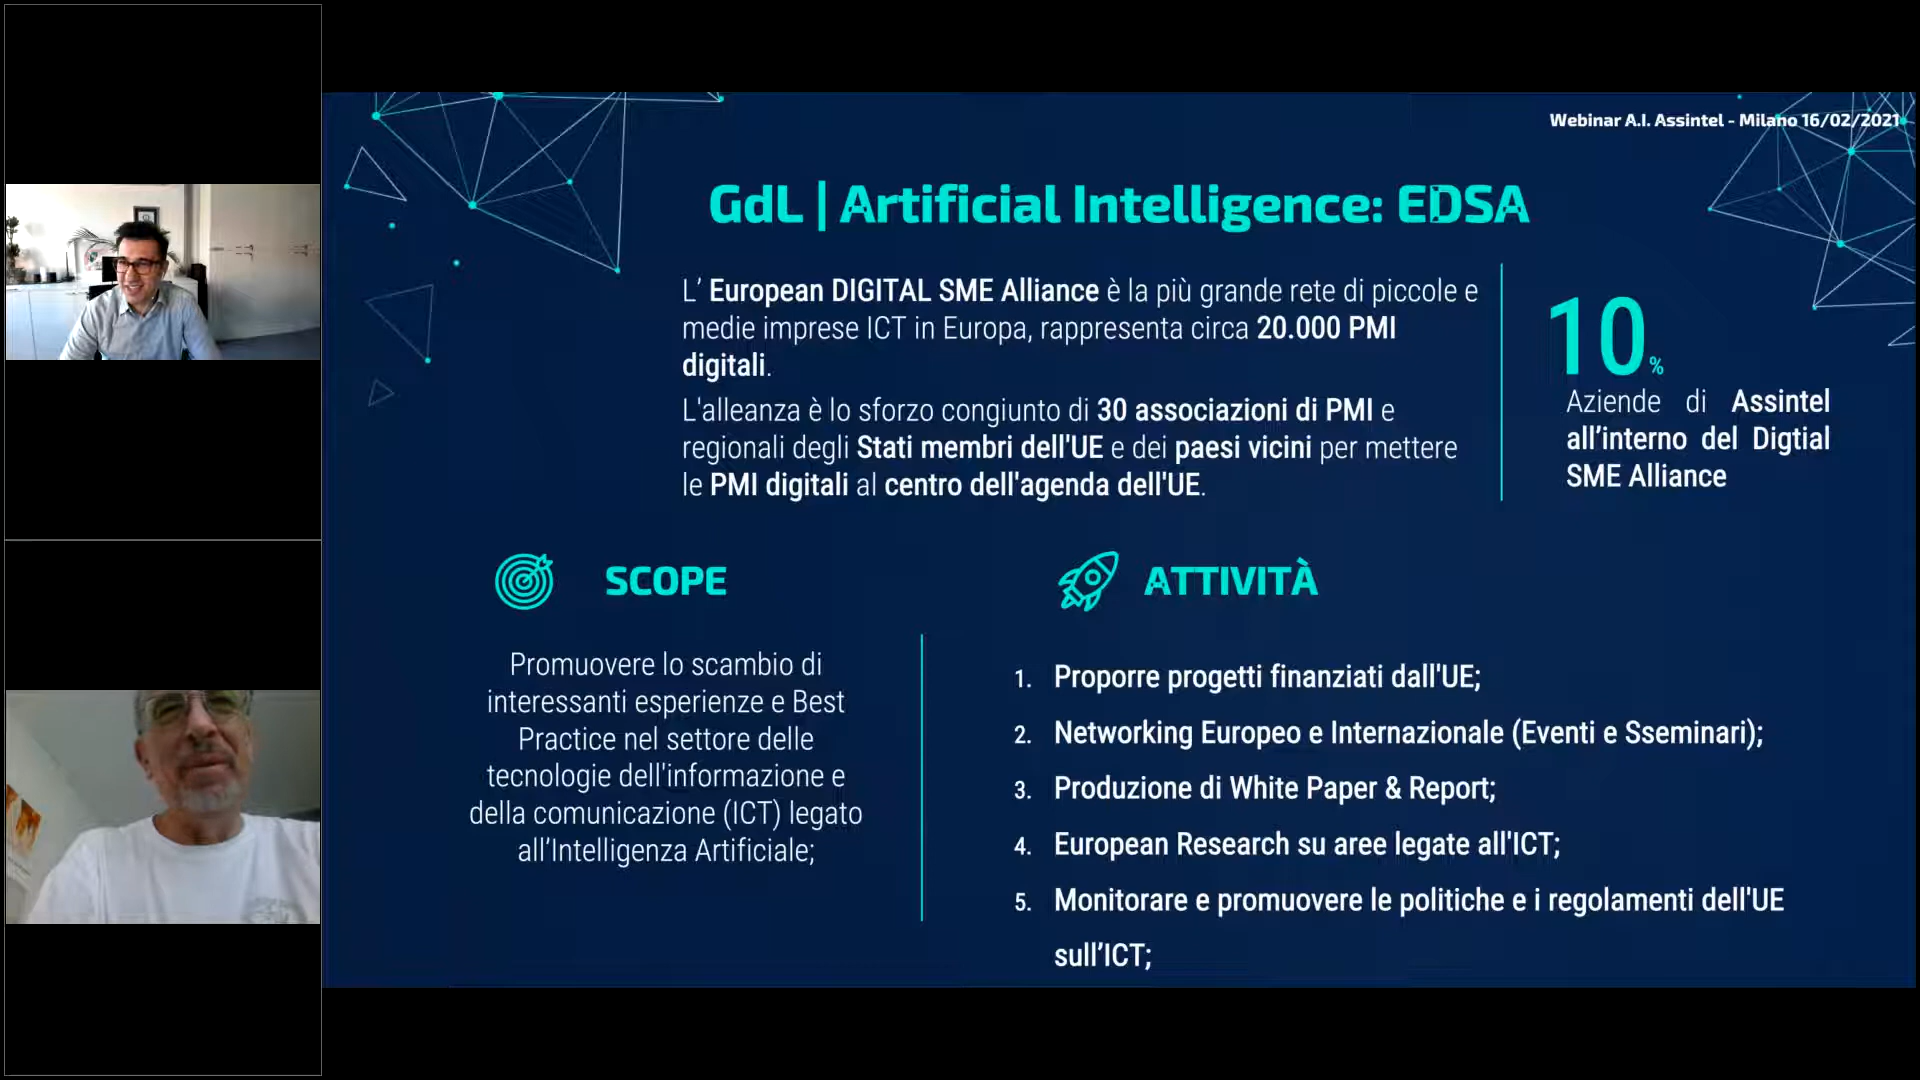 Webinar A.I. Assintel - Milano 16/02/2021
GdL | Artificial Intelligence: EDSA
L’ European DIGITAL SME Alliance è la più grande rete di piccole e
medie imprese ICT in Europa, rappresenta circa 20.000 PMI
digitali.
L'alleanza è lo sforzo congiunto di 30 associazioni di PMI e
regionali degli Stati membri dell'UE e dei paesi vicini per mettere
le PMI digitali al centro dell'agenda dell'UE.
10%
Aziende di Assintel
all’interno del Digtial
SME Alliance
SCOPE
Promuovere lo scambio di
interessanti esperienze e Best
Practice nel settore delle
tecnologie dell'informazione e
della comunicazione (ICT) legato
all’Intelligenza Artificiale;
ATTIVITÀ
1. Proporre progetti finanziati dall'UE;
2. Networking Europeo e Internazionale (Eventi e Sseminari);
3. Produzione di White Paper & Report;
4. European Research su aree legate all'ICT;
5. Monitorare e promuovere le politiche e i regolamenti dell'UE
sull’ICT;